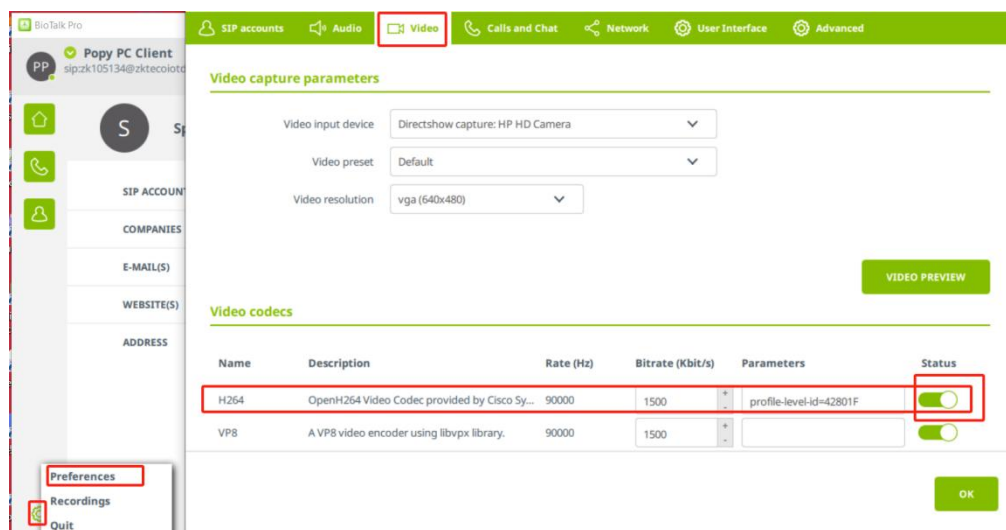 BioTalk Pro
SIP accounts Audio Video Calls and Chat Network User Interface Advanced
PP
Popy PC Client
sip:zk105134@zktecoiotd
Video capture parameters
S
Sp
Video input device Directshow capture: HP HD Camera
Video preset Default
Video resolution vga (640x480)
SIP ACCOUNT
COMPANIES
E-MAIL(S)
WEBSITE(S)
ADDRESS
VIDEO PREVIEW
Video codecs
Name Description Rate (Hz) Bitrate (Kbit/s) Parameters Status
H264 OpenH264 Video Codec provided by Cisco Sy... 90000 1500 + - profile-level-id=42801F
VP8 A VP8 video encoder using libvpx library. 90000 1500 + -
Preferences
Recordings
Quit
OK